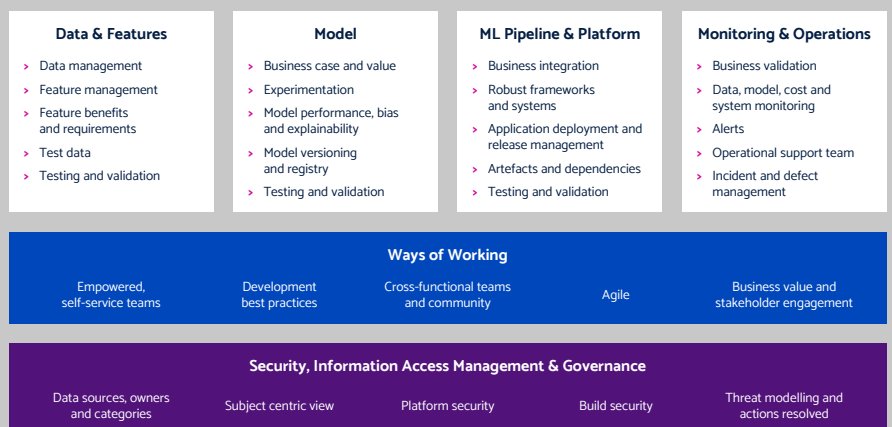 Data & Features
> Data management
> Feature management
> Feature benefits
and requirements
> Test data
> Testing and validation
Model
> Business case and value
> Experimentation
> Model performance, bias
and explainability
> Model versioning
and registry
> Testing and validation
ML Pipeline & Platform
> Business integration
> Robust frameworks
and systems
> Application deployment and
release management
> Artefacts and dependencies
> Testing and validation
Monitoring & Operations
> Business validation
> Data, model, cost and
system monitoring
> Alerts
> Operational support team
> Incident and defect
management
Ways of Working
Empowered,
self-service teams
Development
best practices
Cross-functional teams
and community
Agile
Business value and
stakeholder engagement
Security, Information Access Management & Governance
Data sources, owners
and categories
Subject centric view
Platform security
Build security
Threat modelling and
actions resolved